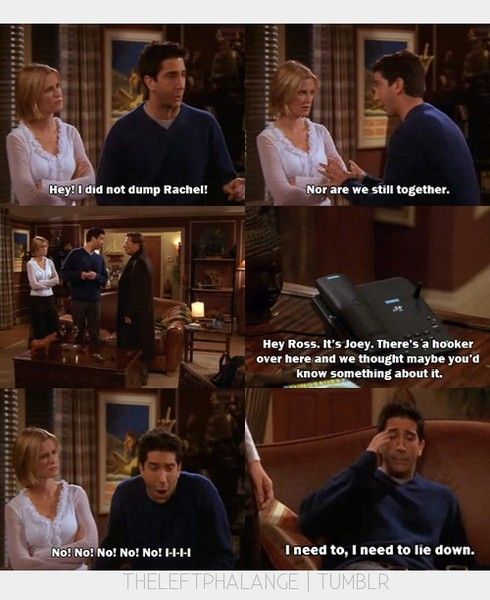 Hey! I did not dump Rachel!
Nor are we still together.
Hey Ross. It's Joey. There's a hooker
over here and we thought maybe you'd
know something about it.
No! No! No! No! No! I-I-I-I
I need to, I need to lie down.
THELEFTPHALANGE | TUMBLR